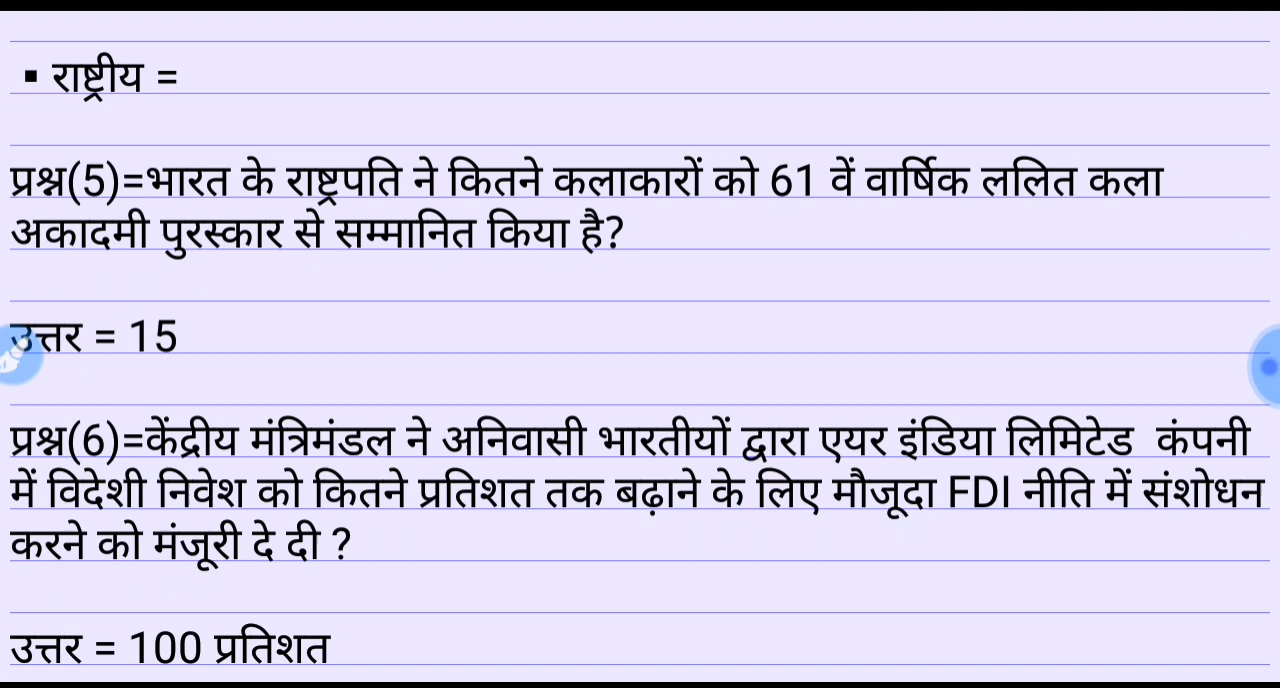 ▪ राष्ट्रीय =
प्रश्न(5)=भारत के राष्ट्रपति ने कितने कलाकारों को 61 वें वार्षिक ललित कला
अकादमी पुरस्कार से सम्मानित किया है?
उत्तर = 15
प्रश्न(6)=केंद्रीय मंत्रिमंडल ने अनिवासी भारतीयों द्वारा एयर इंडिया लिमिटेड कंपनी
में विदेशी निवेश को कितने प्रतिशत तक बढ़ाने के लिए मौजूदा FDI नीति में संशोधन
करने को मंजूरी दे दी ?
उत्तर = 100 प्रतिशत